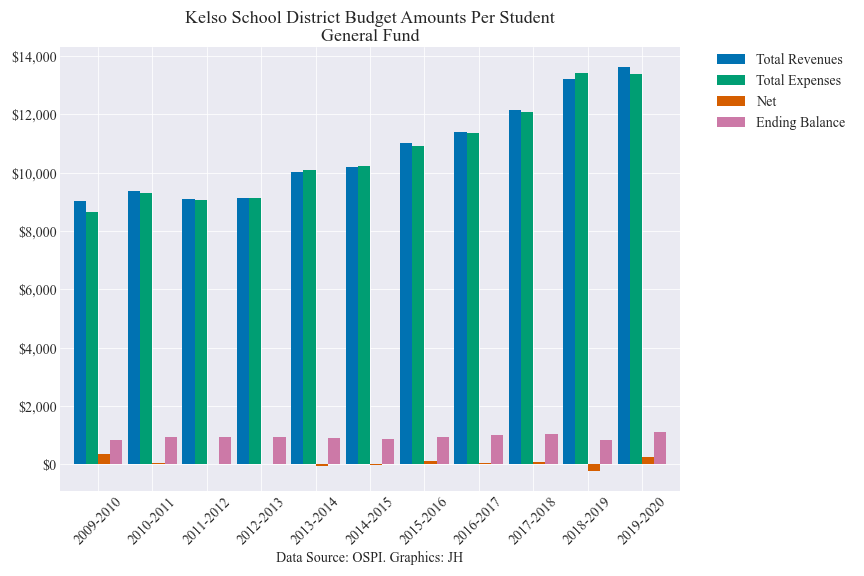 Kelso School District Budget Amounts Per Student
General Fund
Total Revenues
Total Expenses
Net
Ending Balance
$14,000
$12,000
$10,000
$8,000
$6,000
$4,000
$2,000
$0
2009-2010
2010-2011
2011-2012
2012-2013
2013-2014
2014-2015
2015-2016
2016-2017
2017-2018
2018-2019
2019-2020
Data Source: OSPI. Graphics: JH